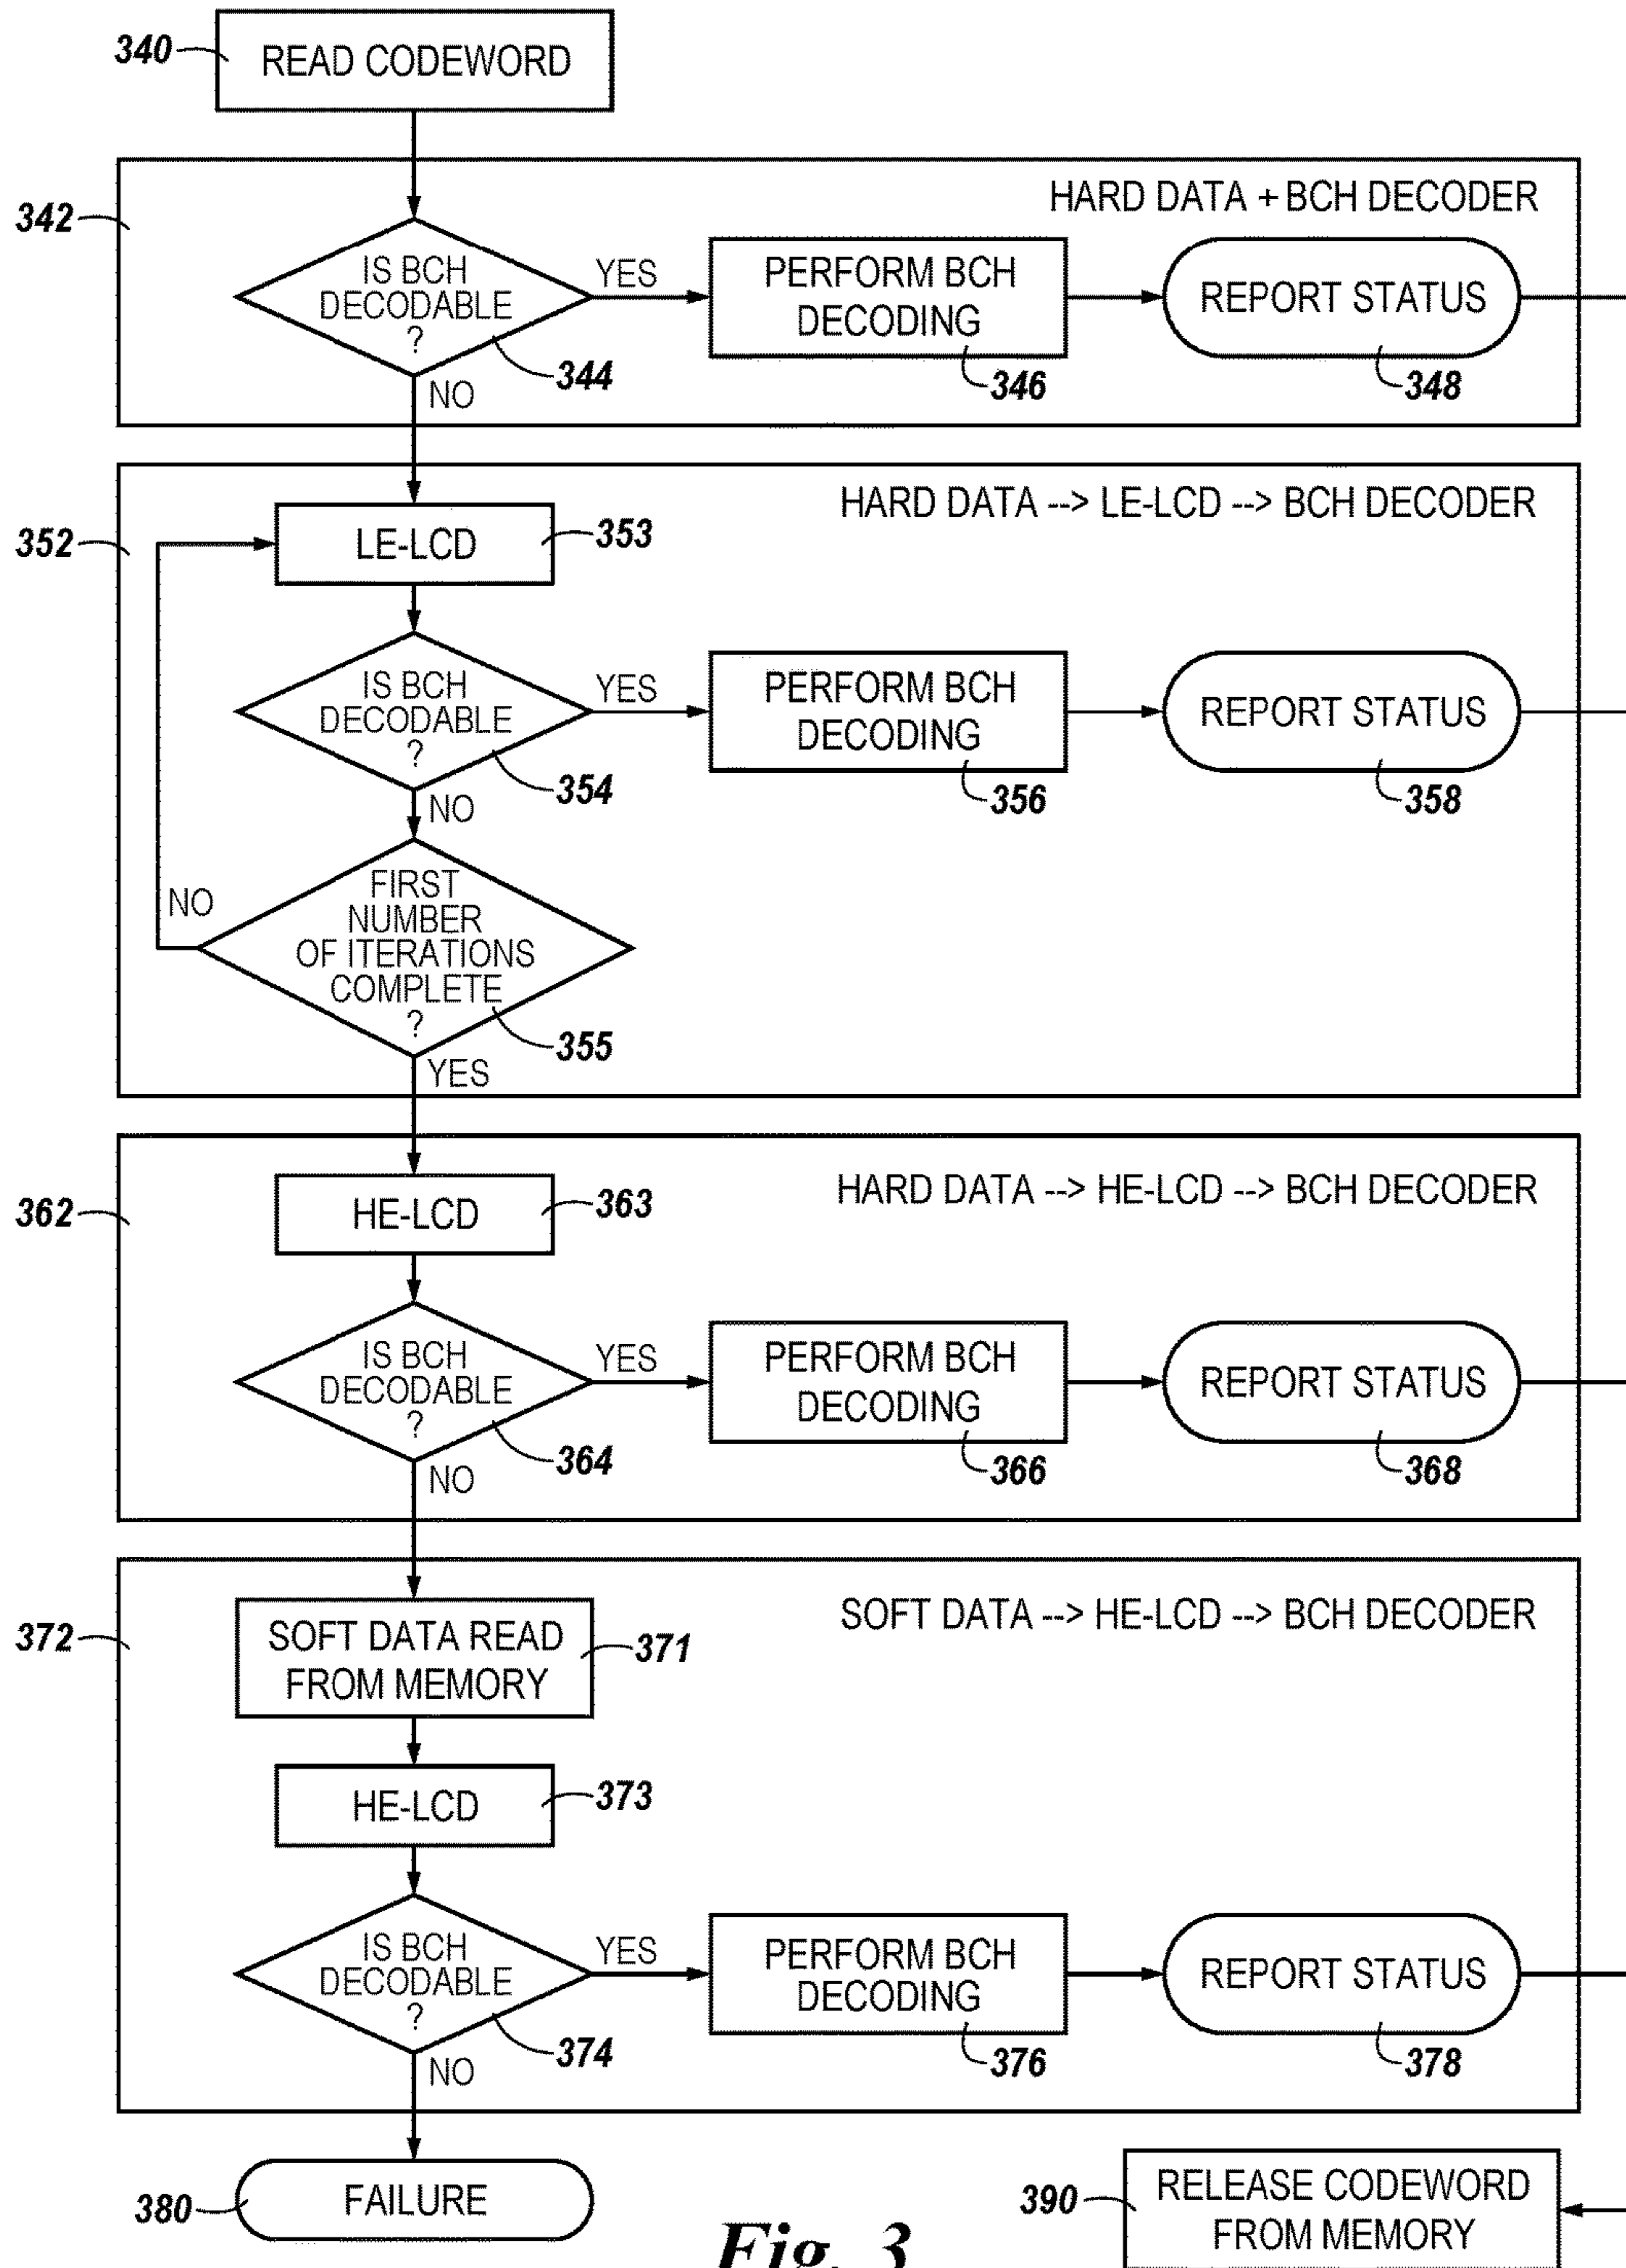 340
READ CODEWORD
342
HARD DATA + BCH DECODER
IS BCH
DECODABLE
?
344
YES
NO
PERFORM BCH
DECODING
346
REPORT STATUS
348
352
HARD DATA --> LE-LCD --> BCH DECODER
LE-LCD
353
IS BCH
DECODABLE
?
354
YES
NO
PERFORM BCH
DECODING
356
REPORT STATUS
358
FIRST
NUMBER
OF ITERATIONS
COMPLETE
?
355
NO
YES
362
HARD DATA --> HE-LCD --> BCH DECODER
HE-LCD
363
IS BCH
DECODABLE
?
364
YES
NO
PERFORM BCH
DECODING
366
REPORT STATUS
368
372
SOFT DATA --> HE-LCD --> BCH DECODER
SOFT DATA READ
FROM MEMORY
371
HE-LCD
373
IS BCH
DECODABLE
?
374
YES
NO
PERFORM BCH
DECODING
376
REPORT STATUS
378
380
FAILURE
390
RELEASE CODEWORD
FROM MEMORY
Fig. 3